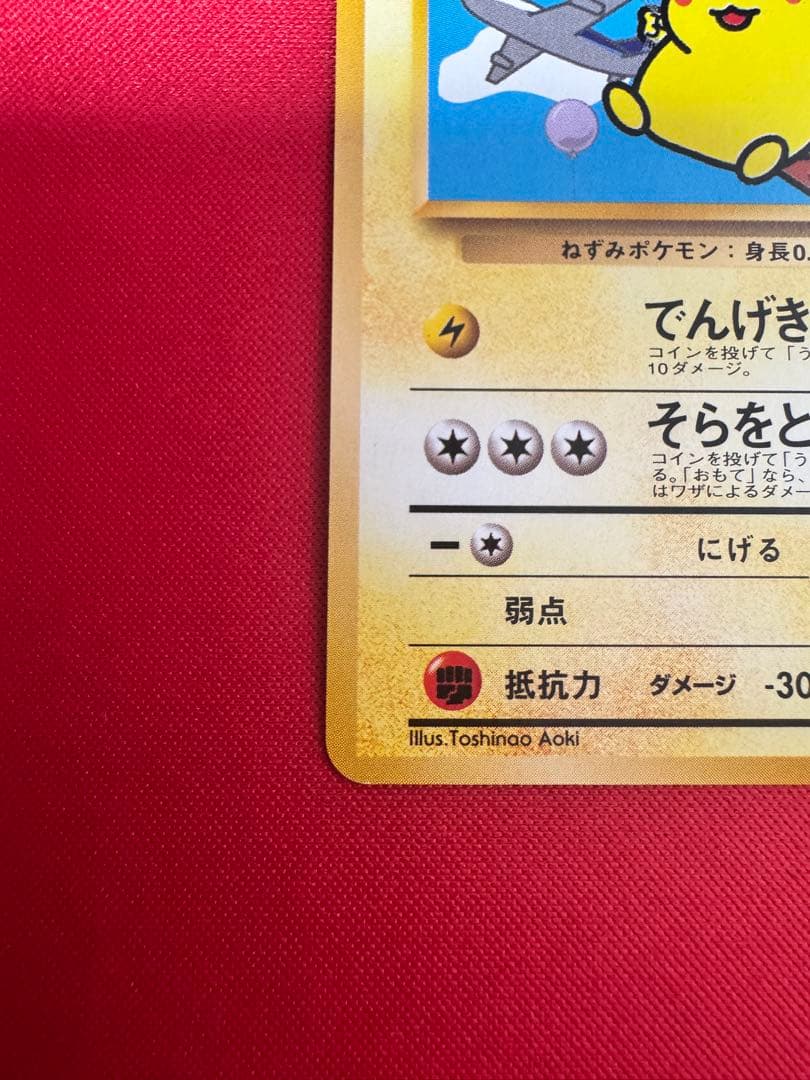 ねずみポケモン：身長0.
でんげき
コインを投げて「う
10ダメージ。
そらをと
コインを投げて「う
る。「おもて」なら、
はワザによるダメー
にげる
弱点
抵抗力 ダメージ -30
Illus.Toshinao Aoki